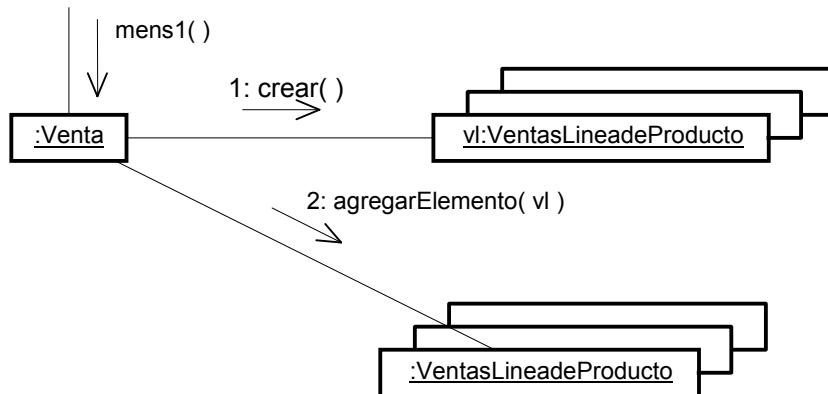 mens1( )
1: crear( )
:Venta
vl:VentasLineadeProducto
2: agregarElemento( vl )
:VentasLineadeProducto